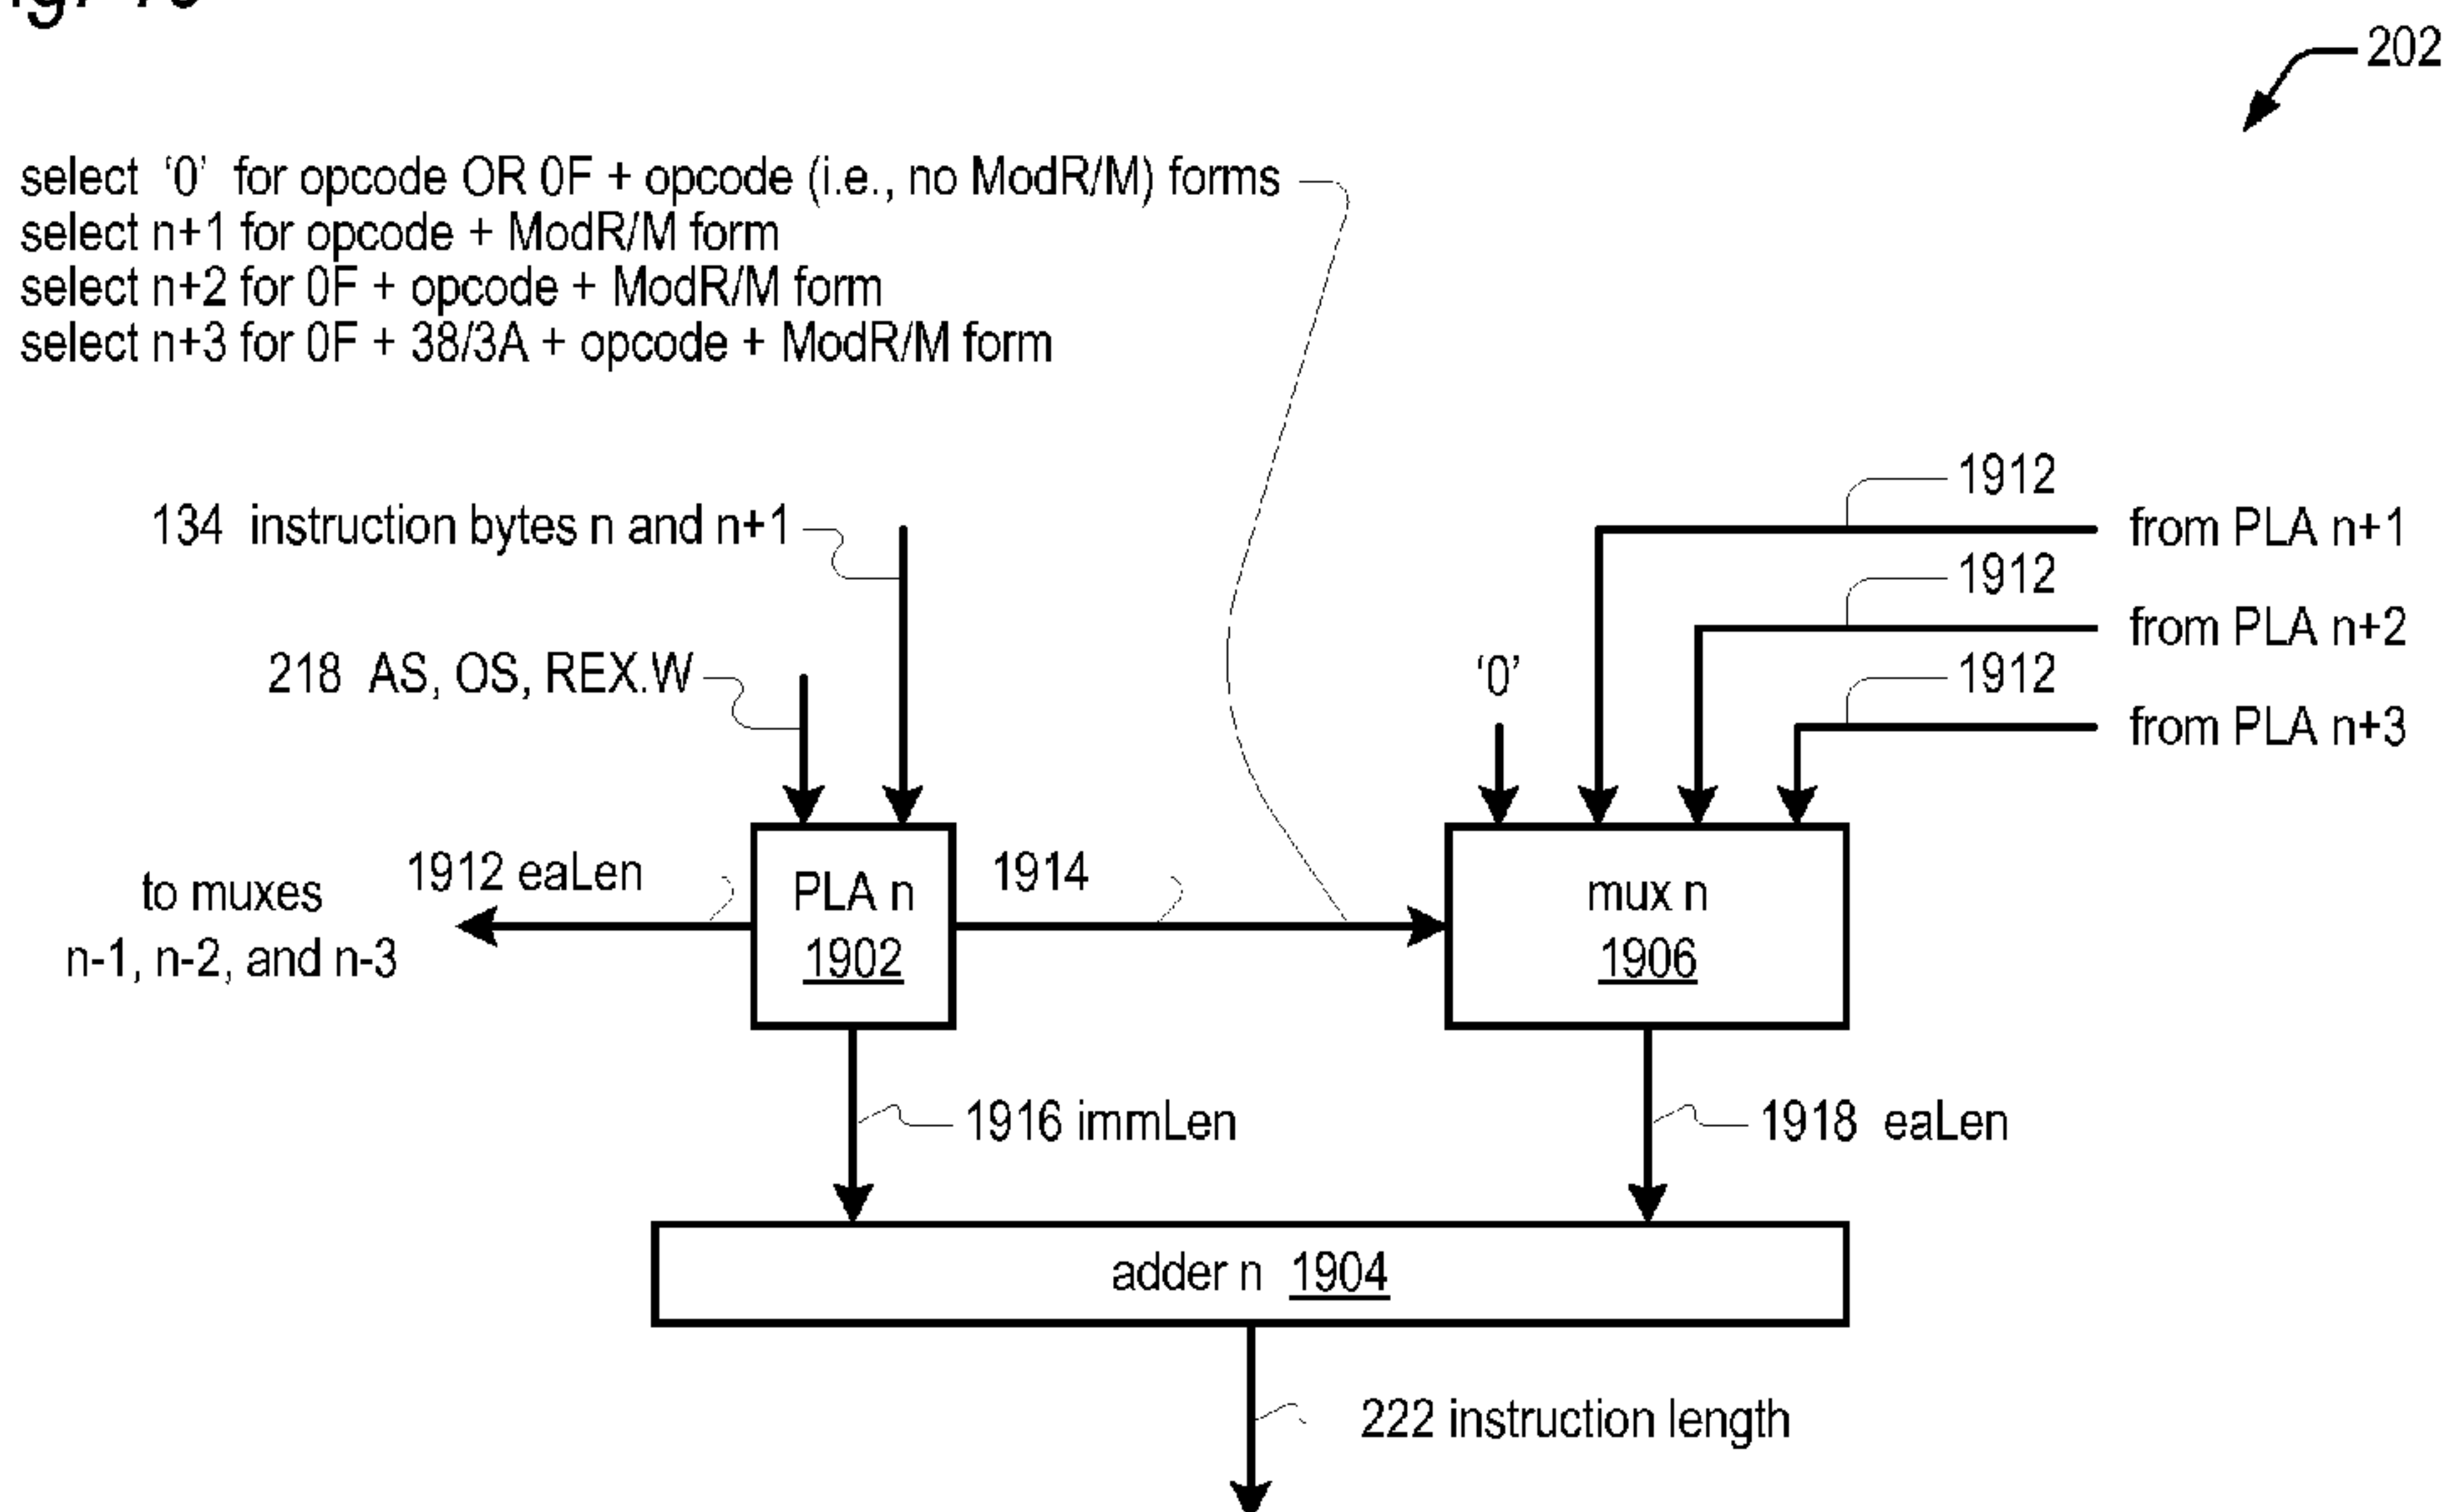 202
select '0' for opcode OR 0F + opcode (i.e., no ModR/M) forms
select n+1 for opcode + ModR/M form
select n+2 for 0F + opcode + ModR/M form
select n+3 for 0F + 38/3A + opcode + ModR/M form
1912
134 instruction bytes n and n+1
from PLA n+1
1912
from PLA n+2
218 AS, OS, REX.W
'0'
1912
from PLA n+3
to muxes
n-1, n-2, and n-3
1912 eaLen
PLA n
1902
1914
mux n
1906
1916 immLen
1918 eaLen
adder n 1904
222 instruction length